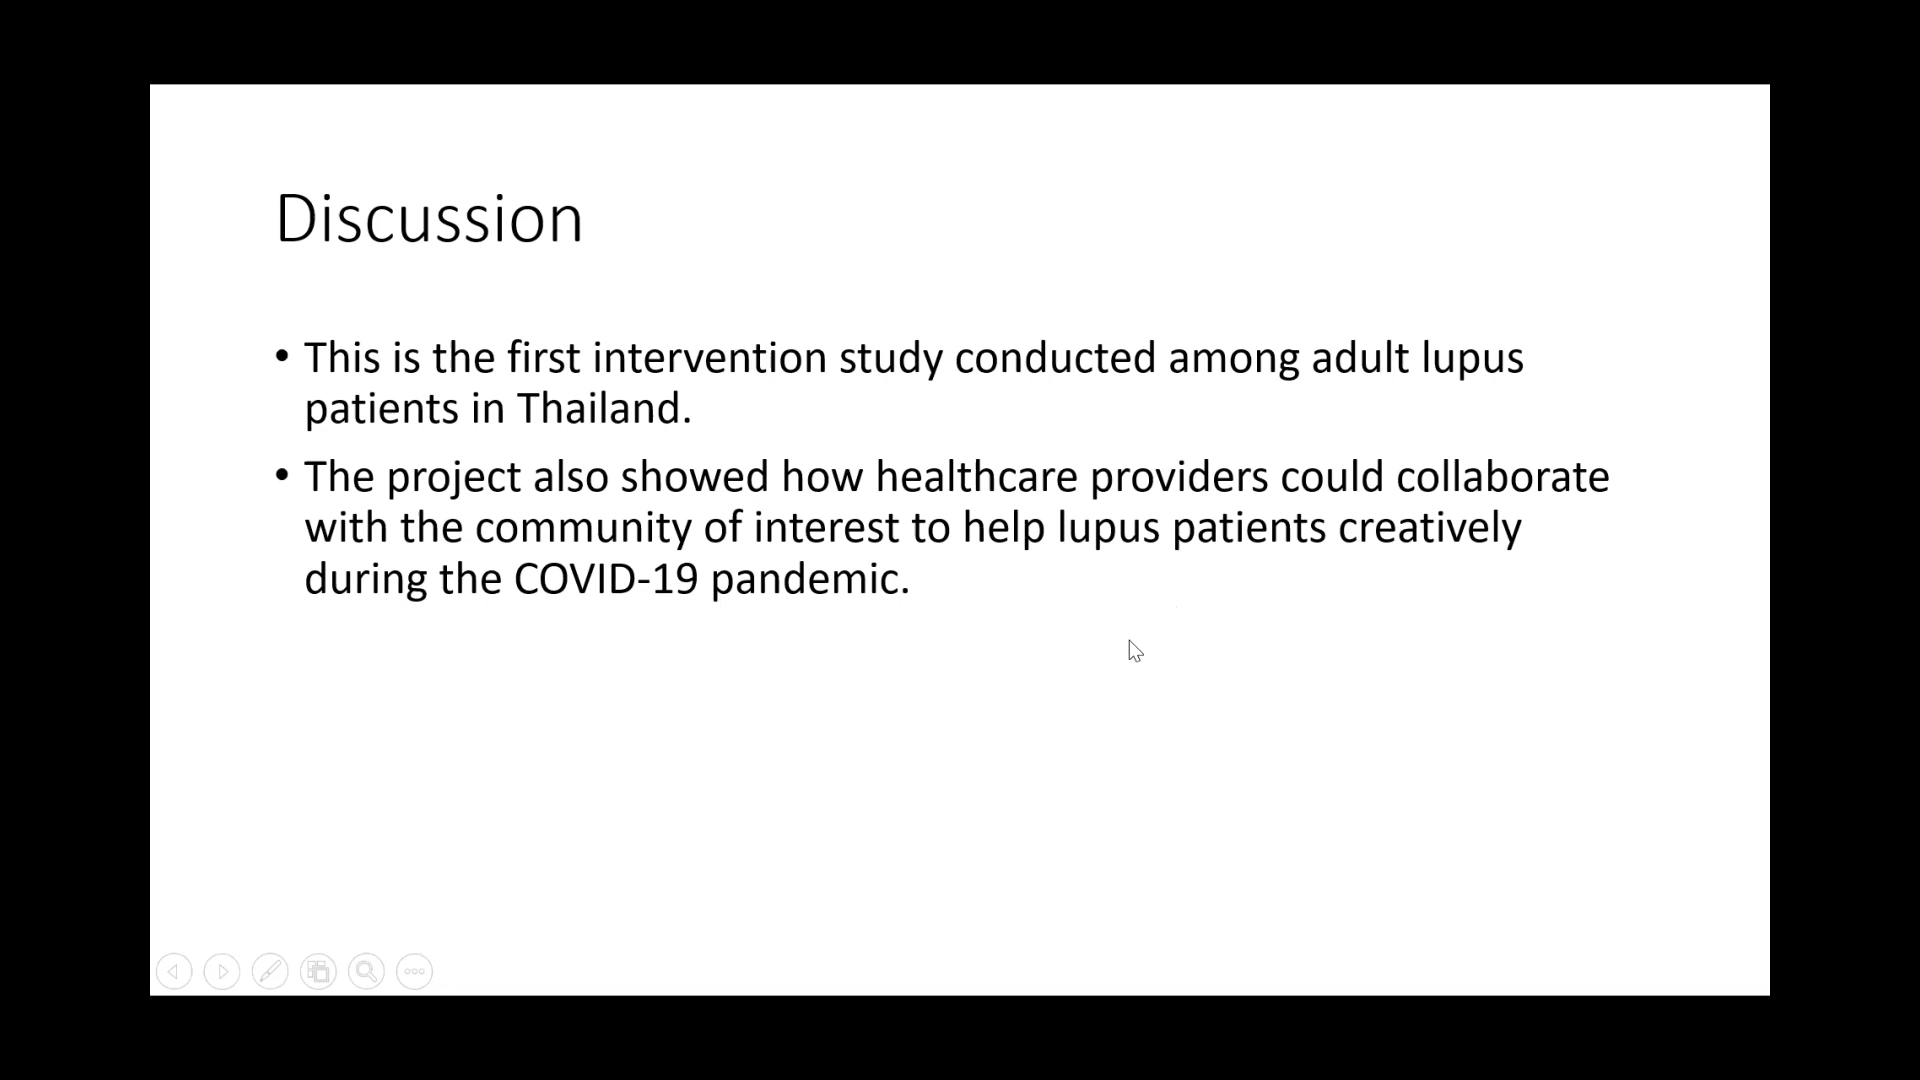 Discussion
• This is the first intervention study conducted among adult lupus
patients in Thailand.
• The project also showed how healthcare providers could collaborate
with the community of interest to help lupus patients creatively
during the COVID-19 pandemic.